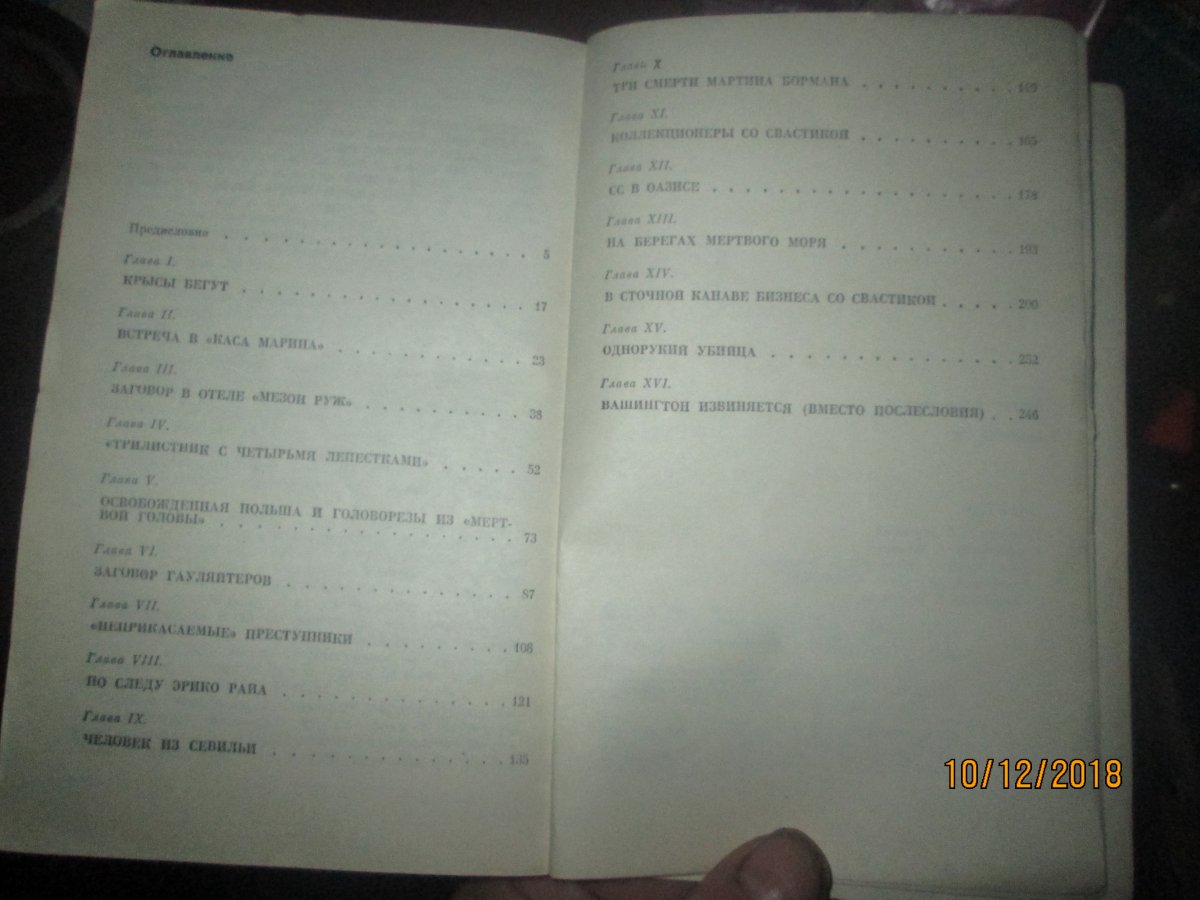 Оглавление
Предисловие . . . . . . . . . . . . . . . . . 5
Глава I.
КРЫСЫ БЕГУТ . . . . . . . . . . . . . . . . 17
Глава II.
ВСТРЕЧА В «КАСА МАРИНА» . . . . . . . . . . 23
Глава III.
ЗАГОВОР В ОТЕЛЕ «МЕЗОН РУЖ» . . . . . . . . 38
Глава IV.
«ТРИЛИСТНИК С ЧЕТЫРЬМЯ ЛЕПЕСТКАМИ» . . . . . 52
Глава V.
ОСВОБОЖДЕННАЯ ПОЛЬША И ГОЛОВОРЕЗЫ ИЗ «МЕРТ-
ВОЙ ГОЛОВЫ» . . . . . . . . . . . . . . . . 73
Глава VI.
ЗАГОВОР ГАУЛЯЙТЕРОВ . . . . . . . . . . . . 87
Глава VII.
«НЕПРИКАСАЕМЫЕ» ПРЕСТУПНИКИ . . . . . . . . 108
Глава VIII.
ПО СЛЕДУ ЭРИКО РАЙА . . . . . . . . . . . . 121
Глава IX.
ЧЕЛОВЕК ИЗ СЕВИЛЬИ . . . . . . . . . . . . . 135
Глава X
ТРИ СМЕРТИ МАРТИНА БОРМАНА . . . . . . . . .
Глава XI.
КОЛЛЕКЦИОНЕРЫ СО СВАСТИКОЙ . . . . . . . . . 165
Глава XII.
СС В ОАЗИСЕ . . . . . . . . . . . . . . . . 178
Глава XIII.
НА БЕРЕГАХ МЕРТВОГО МОРЯ . . . . . . . . . . 193
Глава XIV.
В СТОЧНОЙ КАНАВЕ БИЗНЕСА СО СВАСТИКОЙ . . . .
Глава XV.
ОДНОРУКИЙ УБИЙЦА . . . . . . . . . . . . . . 232
Глава XVI.
ВАШИНГТОН ИЗВИНЯЕТСЯ (ВМЕСТО ПОСЛЕСЛОВИЯ) . . 246
10/12/2018